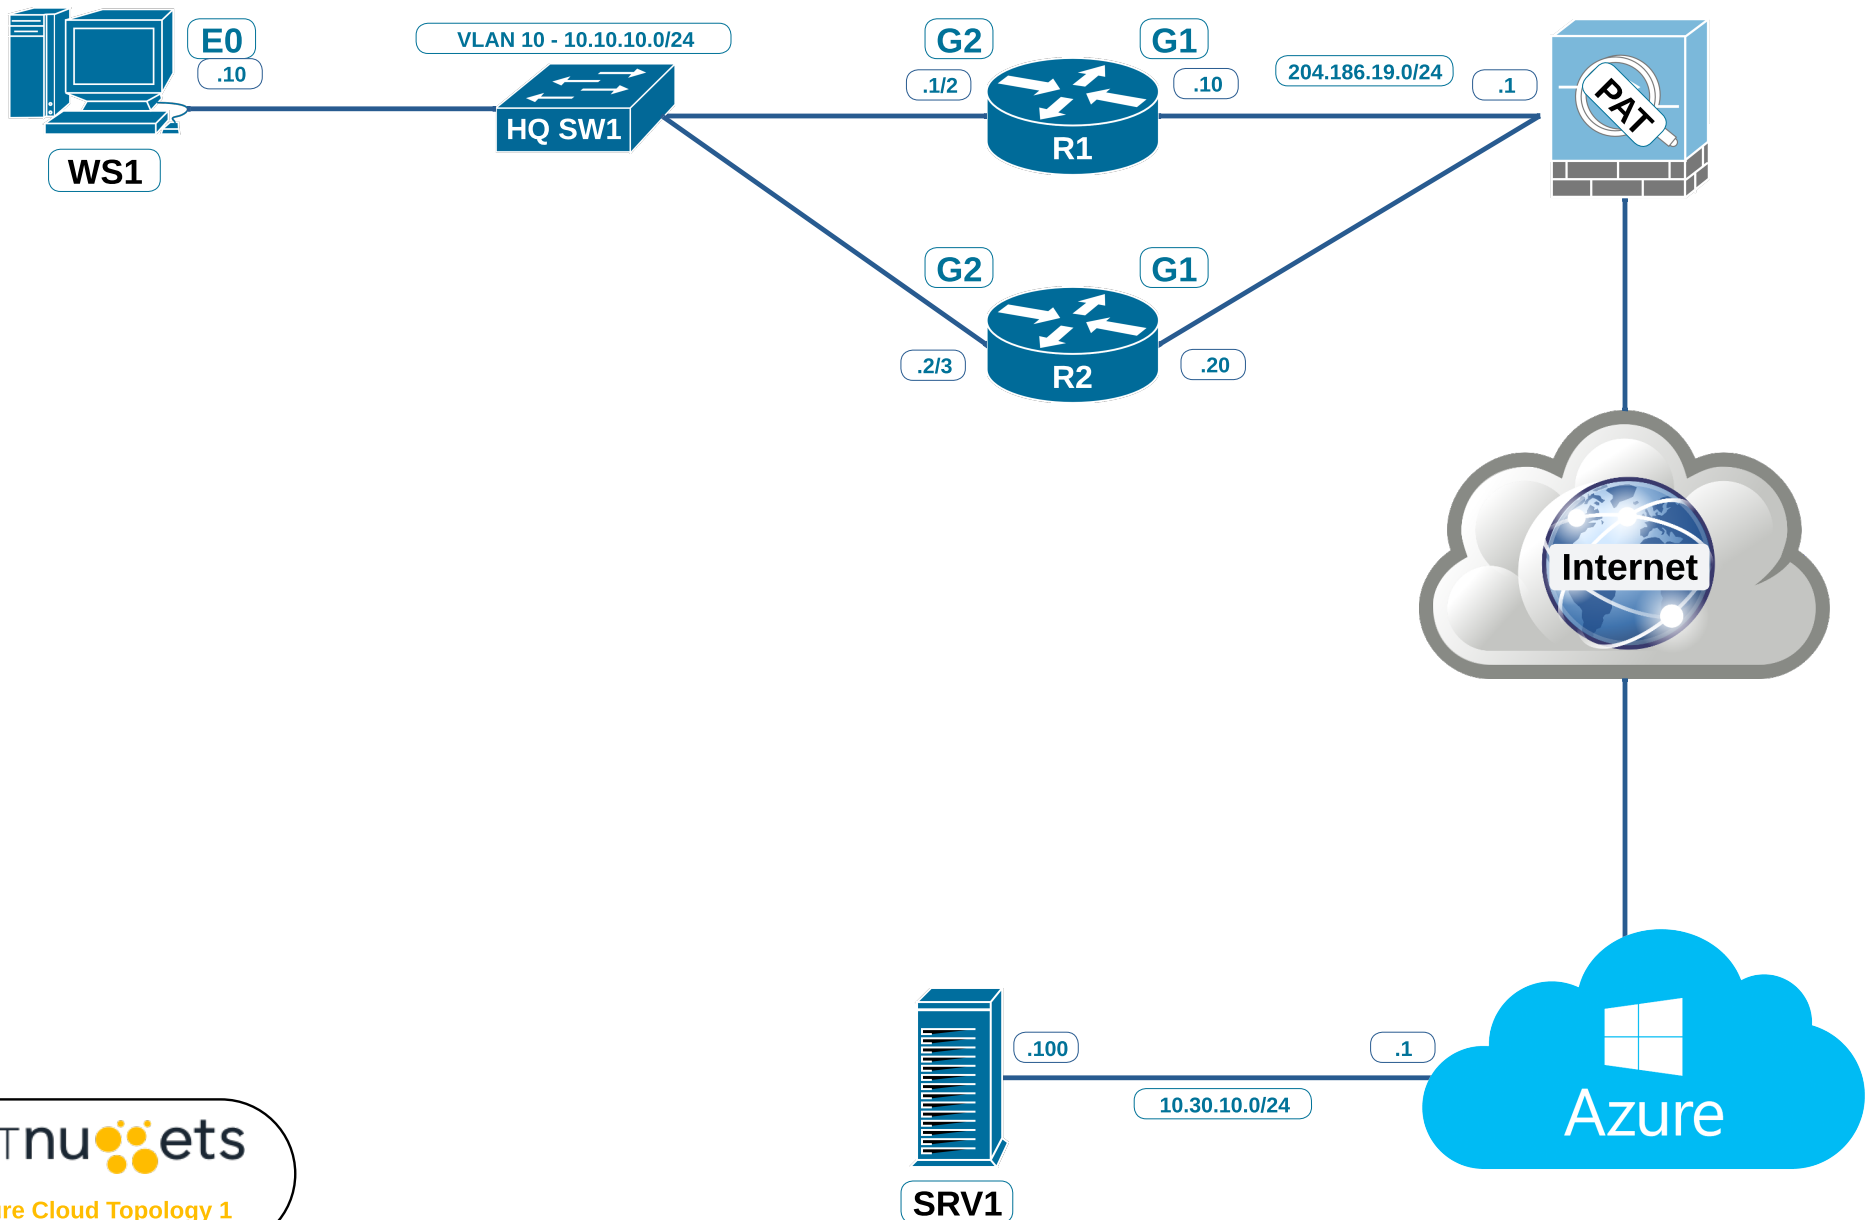 E0
.10
WS1
VLAN 10 - 10.10.10.0/24
HQ SW1
G2
G1
.1/2
.10
R1
204.186.19.0/24
.1
PAT
G2
G1
.2/3
.20
R2
Internet
.100
.1
10.30.10.0/24
Azure
SRV1
Tnuggets
re Cloud Topology 1